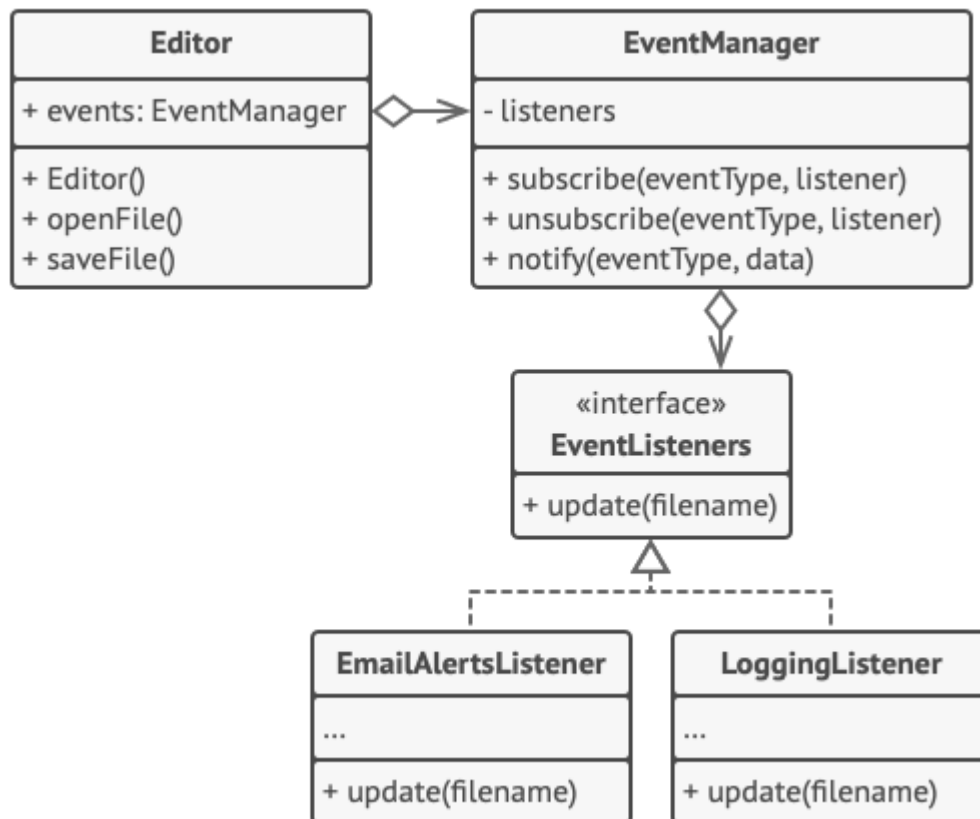 Editor
+ events: EventManager
+ Editor()
+ openFile()
+ saveFile()
EventManager
- listeners
+ subscribe(eventType, listener)
+ unsubscribe(eventType, listener)
+ notify(eventType, data)
«interface»
EventListeners
+ update(filename)
EmailAlertsListener
...
+ update(filename)
LoggingListener
...
+ update(filename)